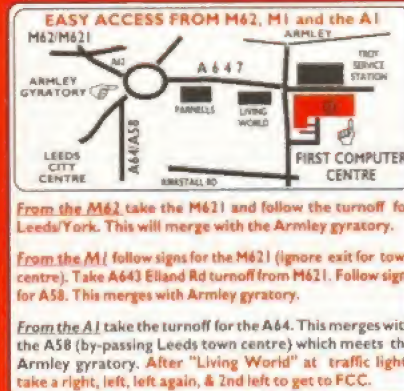 EASY ACCESS FROM M62, M1 and the A1
M62/M621
ARMLEY
A62
A647
TROY
SERVICE
STATION
ARMLEY
GYRATORY
PARNELLS
LIVING
WORLD
A64/A58
LEEDS
CITY
CENTRE
FIRST COMPUTER
CENTRE
KIRKSTALL RD
From the M62 take the M621 and follow the turnoff fo
Leeds/York. This will merge with the Armley gyratory.
From the M1 follow signs for the M621 (ignore exit for tow
centre). Take A643 Elland Rd turnoff from M621. Follow sign
for A58. This merges with Armley gyratory.
From the A1 take the turnoff for the A64. This merges wit
the A58 (by-passing Leeds town centre) which meets th
Armley gyratory. After "Living World" at traffic light
take a right, left, left again, & 2nd left to get to FCC.